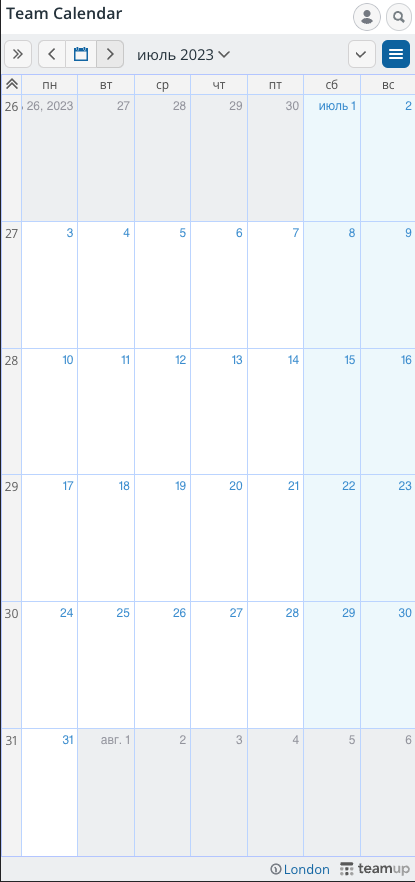 Team Calendar
июль 2023
пн вт ср чт пт сб вс
26 26, 2023 27 28 29 30 июль 1 2
27 3 4 5 6 7 8 9
28 10 11 12 13 14 15 16
29 17 18 19 20 21 22 23
30 24 25 26 27 28 29 30
31 31 авг. 1 2 3 4 5 6
London teamup